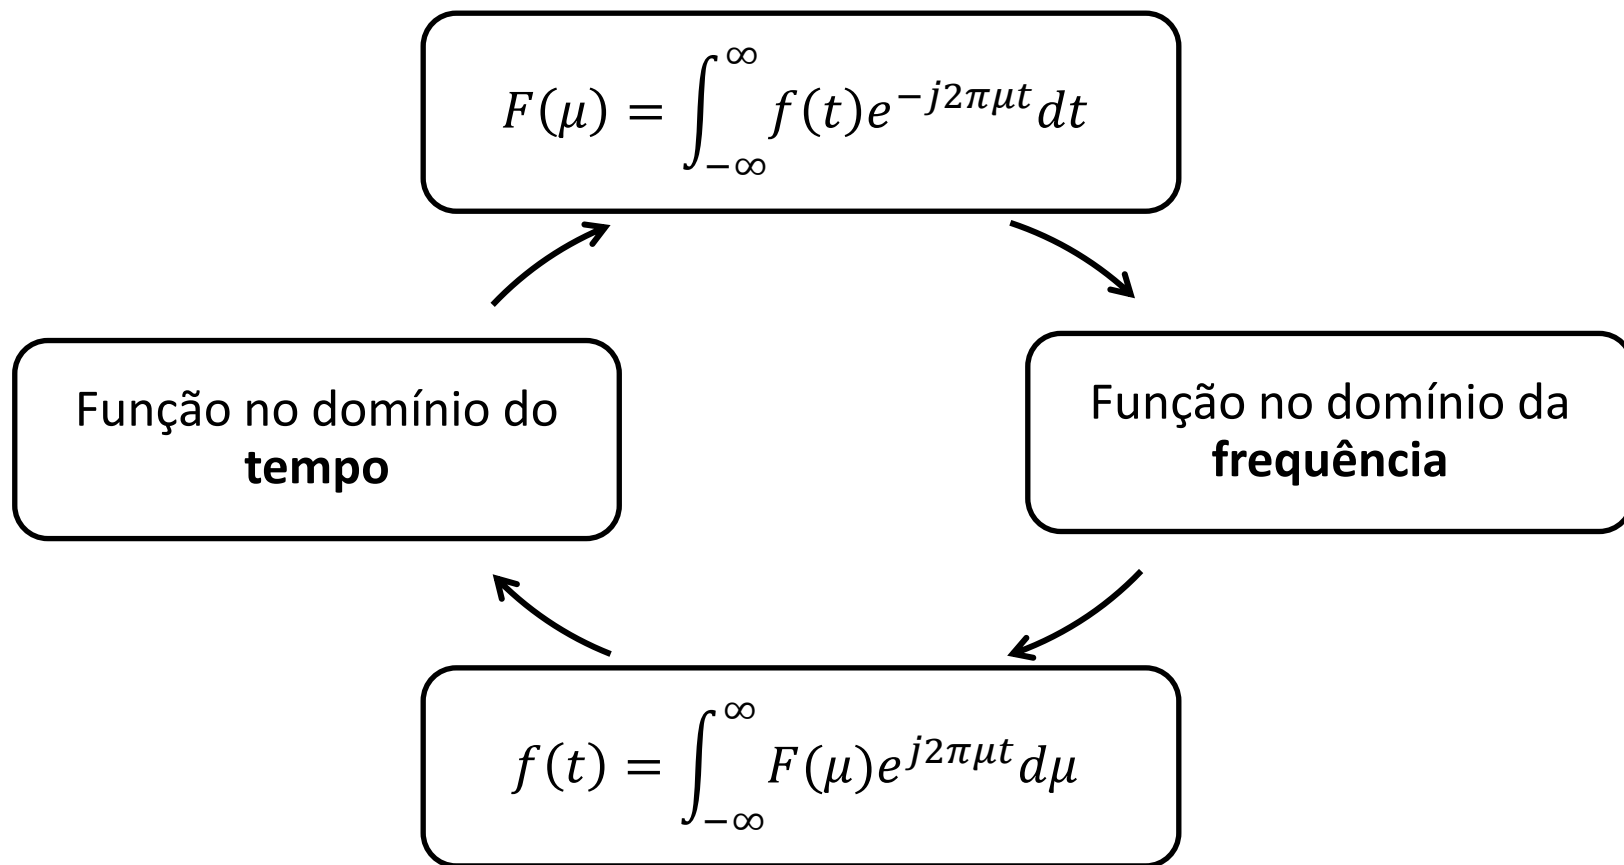 F(μ) = ∫_{-∞}^{∞} f(t)e^{-j2πμt}dt
Função no domínio do
tempo
Função no domínio da
frequência
f(t) = ∫_{-∞}^{∞} F(μ)e^{j2πμt}dμ